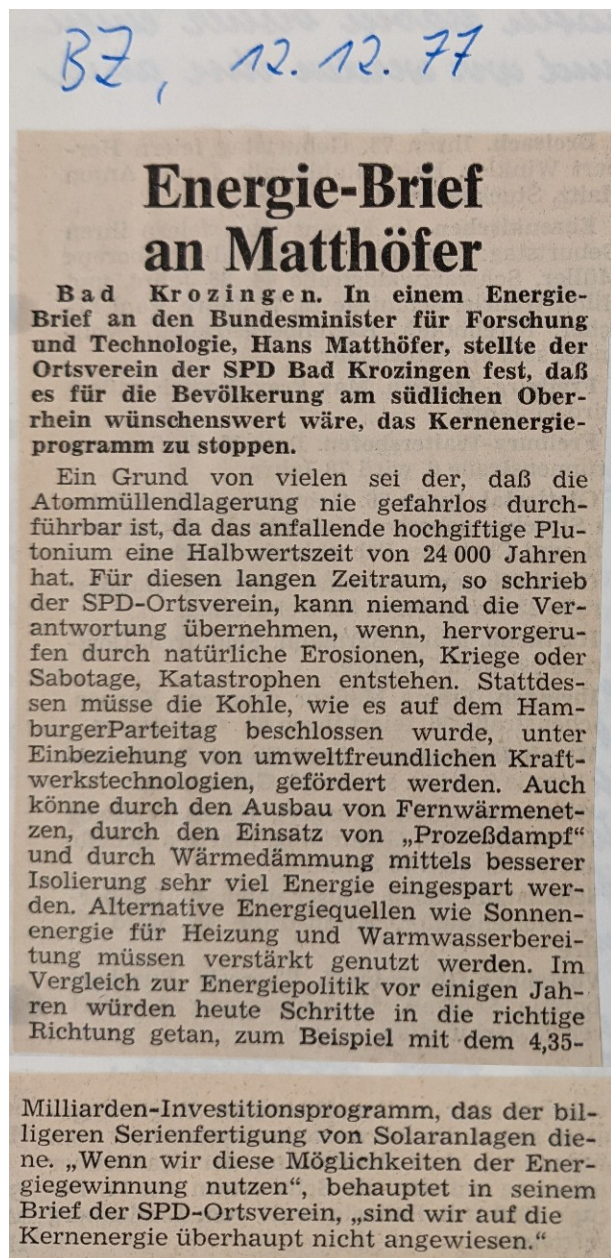 BZ, 12.12.77
Energie-Brief
an Matthöfer
Bad Krozingen. In einem Energie-
Brief an den Bundesminister für Forschung
und Technologie, Hans Matthöfer, stellte der
Ortsverein der SPD Bad Krozingen fest, daß
es für die Bevölkerung am südlichen Ober-
rhein wünschenswert wäre, das Kernenergie-
programm zu stoppen.
Ein Grund von vielen sei der, daß die
Atommüllendlagerung nie gefahrlos durch-
führbar ist, da das anfallende hochgiftige Plu-
tonium eine Halbwertszeit von 24 000 Jahren
hat. Für diesen langen Zeitraum, so schrieb
der SPD-Ortsverein, kann niemand die Ver-
antwortung übernehmen, wenn, hervorgeru-
fen durch natürliche Erosionen, Kriege oder
Sabotage, Katastrophen entstehen. Stattdes-
sen müsse die Kohle, wie es auf dem Ham-
burgerParteitag beschlossen wurde, unter
Einbeziehung von umweltfreundlichen Kraft-
werkstechnologien, gefördert werden. Auch
könne durch den Ausbau von Fernwärmenet-
zen, durch den Einsatz von „Prozeßdampf“
und durch Wärmedämmung mittels besserer
Isolierung sehr viel Energie eingespart wer-
den. Alternative Energiequellen wie Sonnen-
energie für Heizung und Warmwasserberei-
tung müssen verstärkt genutzt werden. Im
Vergleich zur Energiepolitik vor einigen Jah-
ren würden heute Schritte in die richtige
Richtung getan, zum Beispiel mit dem 4,35-
Milliarden-Investitionsprogramm, das der bil-
ligeren Serienfertigung von Solaranlagen die-
ne. „Wenn wir diese Möglichkeiten der Ener-
giegewinnung nutzen“, behauptet in seinem
Brief der SPD-Ortsverein, „sind wir auf die
Kernenergie überhaupt nicht angewiesen.“